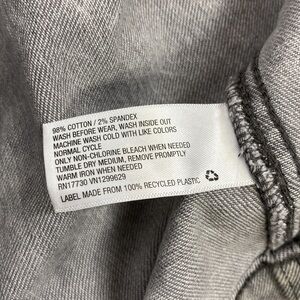 98% COTTON / 2% SPANDEX
WASH BEFORE WEAR, WASH INSIDE OUT
MACHINE WASH COLD WITH LIKE COLORS
NORMAL CYCLE
ONLY NON-CHLORINE BLEACH WHEN NEEDED
TUMBLE DRY MEDIUM, REMOVE PROMPTLY
WARM IRON WHEN NEEDED
RN17730 VN1299629
LABEL MADE FROM 100% RECYCLED PLASTIC